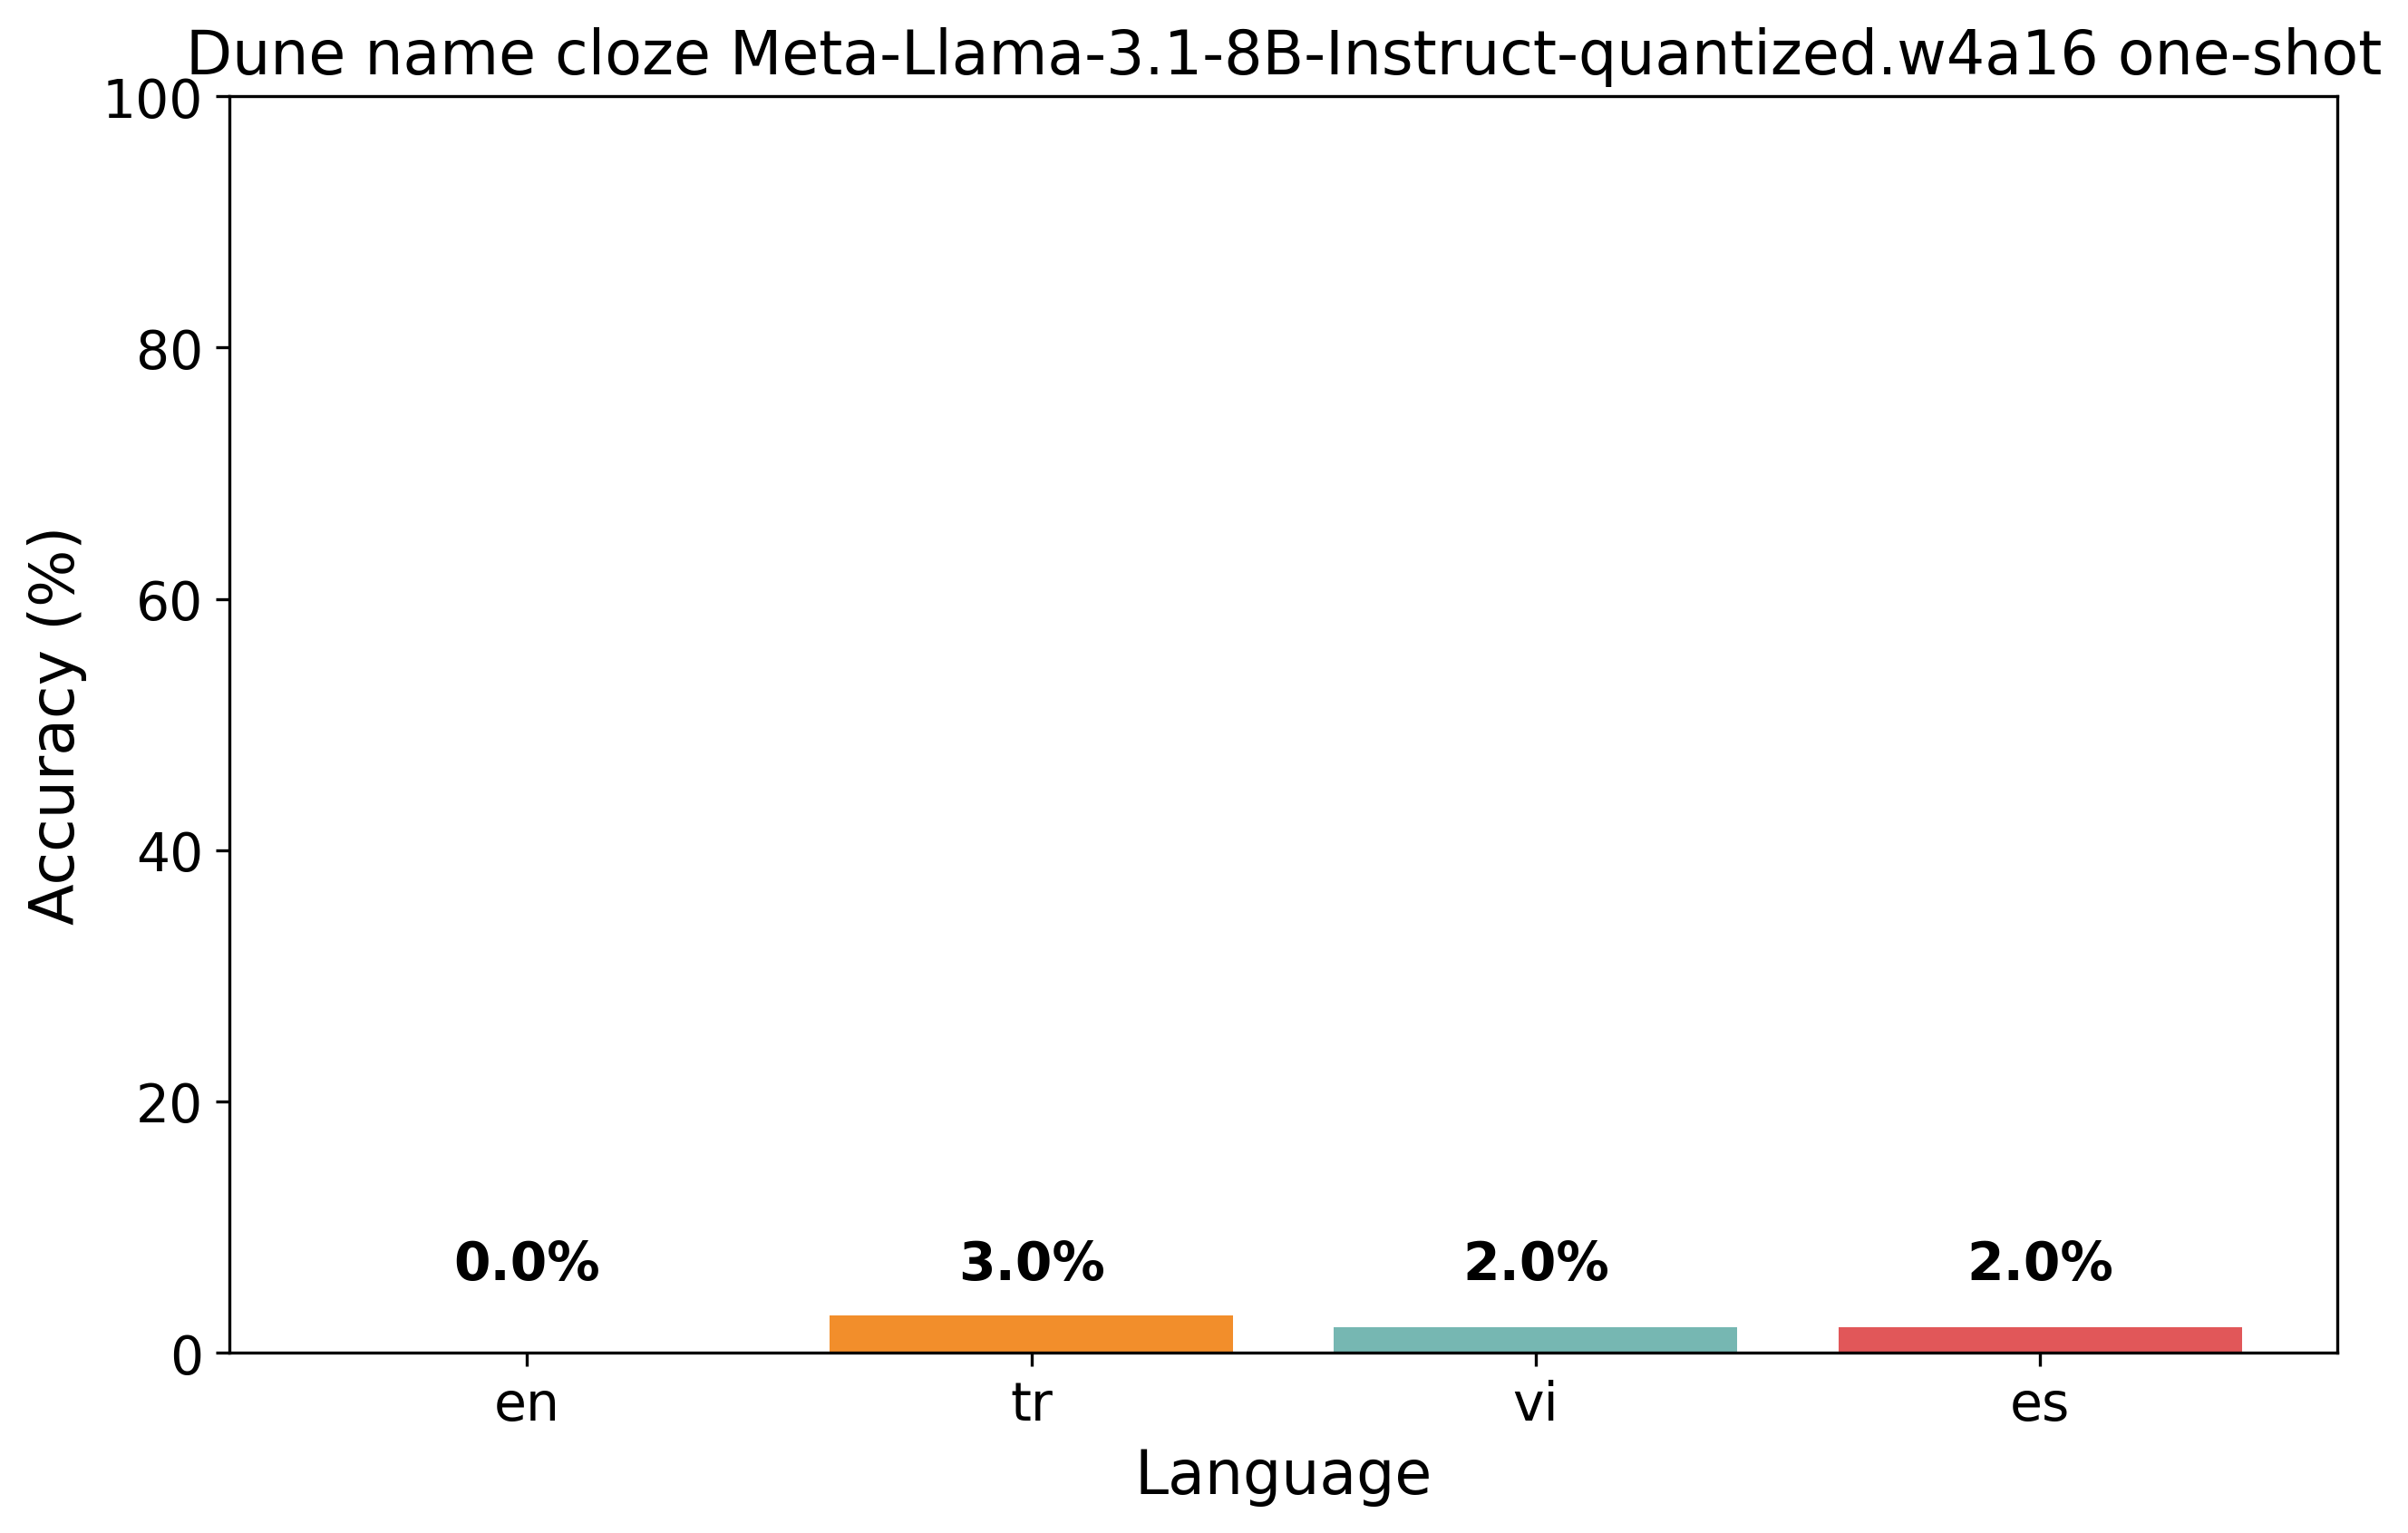 Dune name cloze Meta-Llama-3.1-8B-Instruct-quantized.w4a16 one-shot
100
80
60
40
20
0
Accuracy (%)
0.0%
3.0%
2.0%
2.0%
en
tr
vi
es
Language